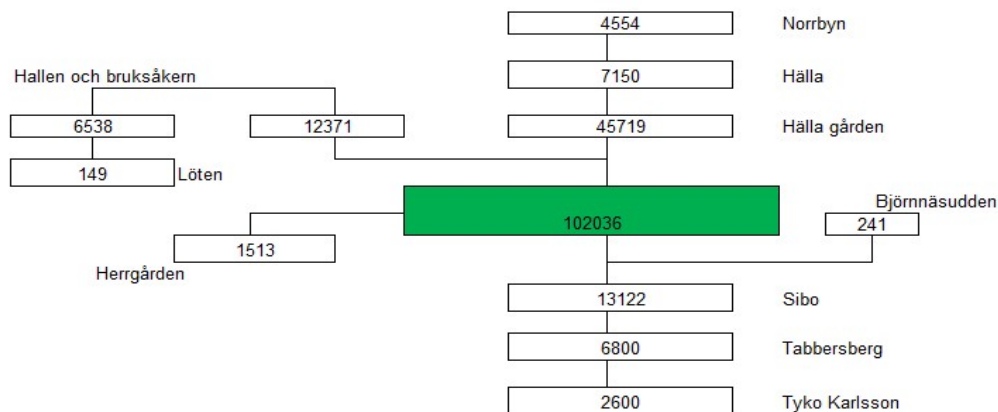 4554 Norrbyn
Hallen och bruksåkern
7150 Hälla
6538 12371 45719 Hälla gården
149 Löten
Björnnäsudden
102036 241
1513
Herrgården
13122 Sibo
6800 Tabbersberg
2600 Tyko Karlsson